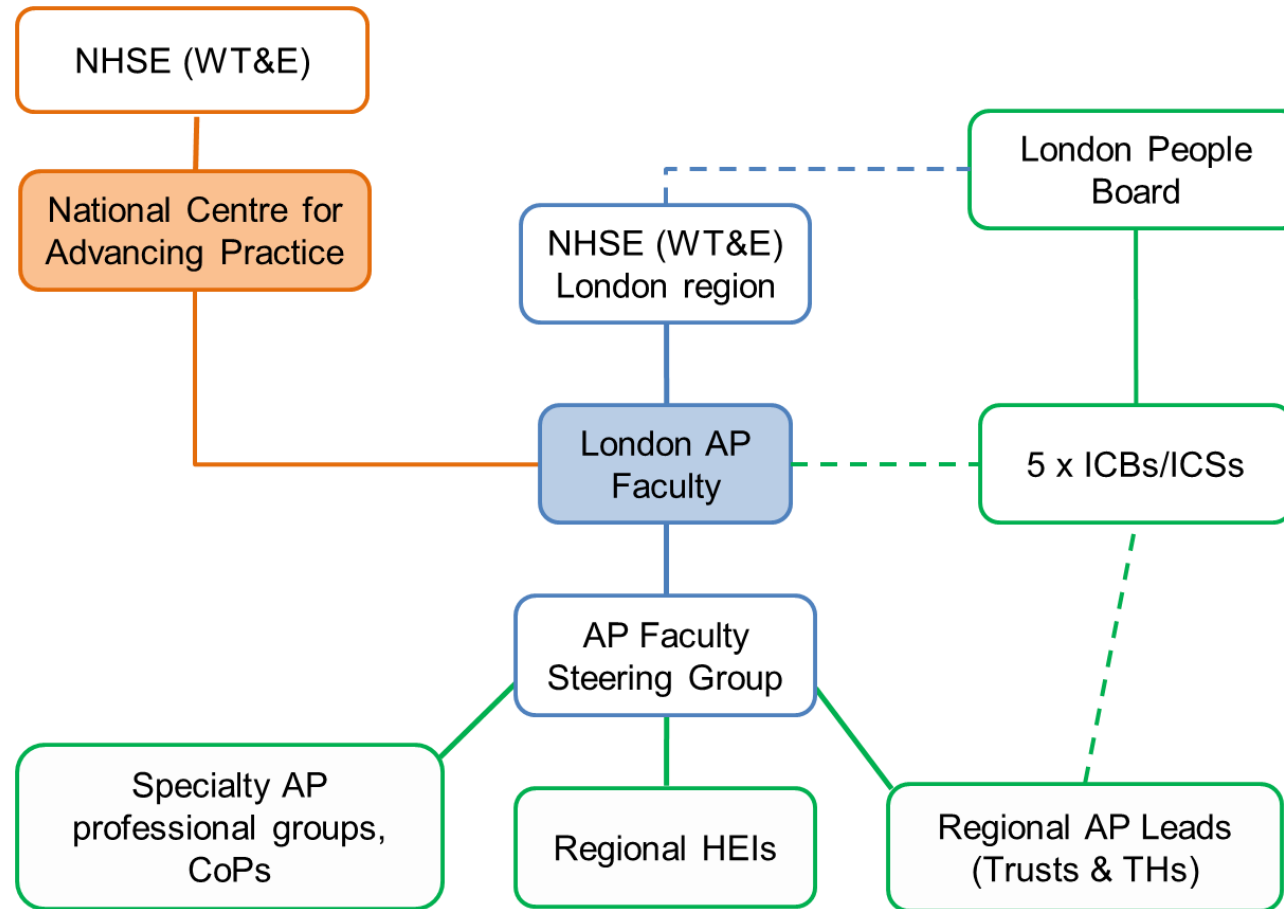 NHSE (WT&E)
National Centre for
Advancing Practice
London People
Board
NHSE (WT&E)
London region
London AP
Faculty
5 x ICBs/ICSs
AP Faculty
Steering Group
Specialty AP
professional groups,
CoPs
Regional HEIs
Regional AP Leads
(Trusts & THs)